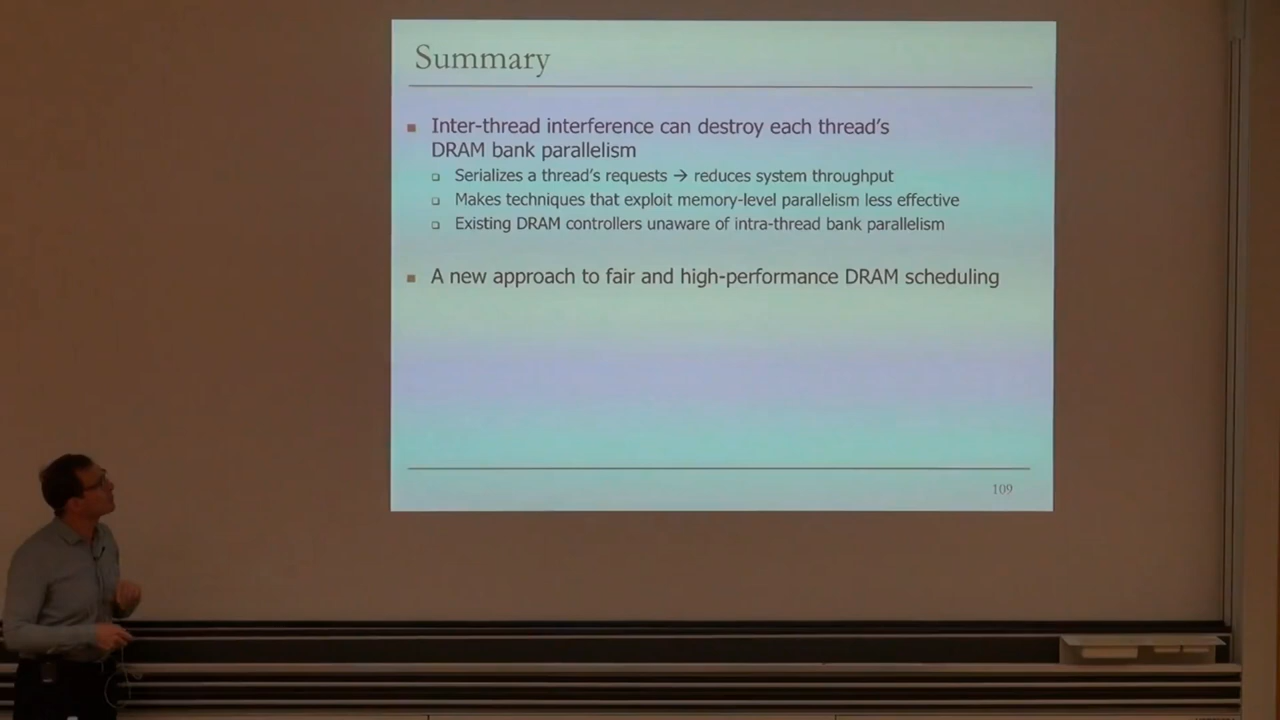 Summary
Inter-thread interference can destroy each thread's
DRAM bank parallelism
Serializes a thread's requests → reduces system throughput
Makes techniques that exploit memory-level parallelism less effective
Existing DRAM controllers unaware of intra-thread bank parallelism
A new approach to fair and high-performance DRAM scheduling
109